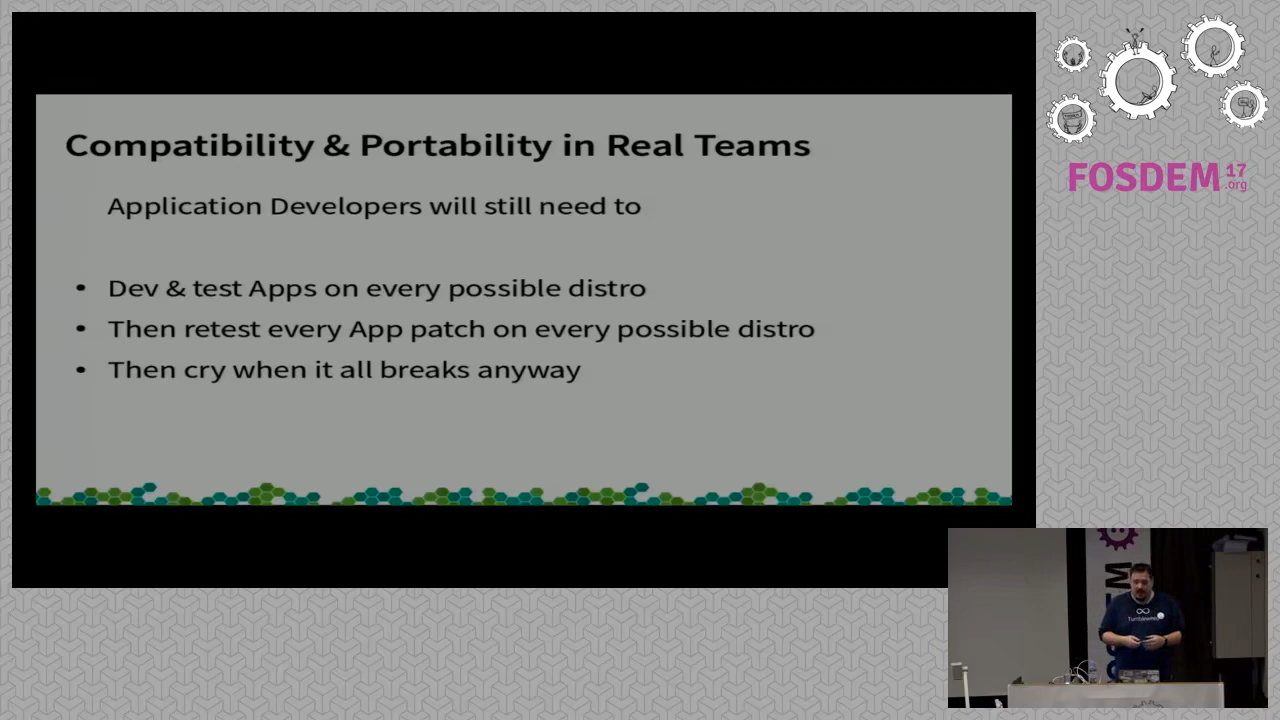 Compatibility & Portability in Real Teams
Application Developers will still need to
• Dev & test Apps on every possible distro
• Then retest every App patch on every possible distro
• Then cry when it all breaks anyway
FOSDEM 17
.org
Tumbleweed